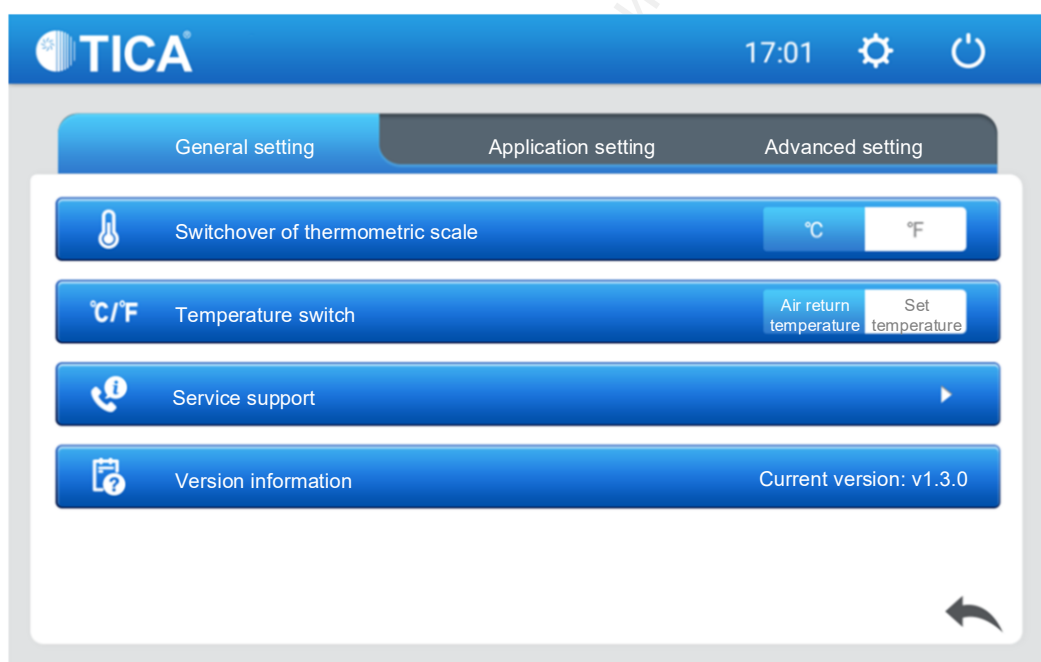 TICA
17:01
General setting
Application setting
Advanced setting
Switchover of thermometric scale
℃
℉
℃/℉
Temperature switch
Air return
temperature
Set
temperature
Service support
Version information
Current version: v1.3.0